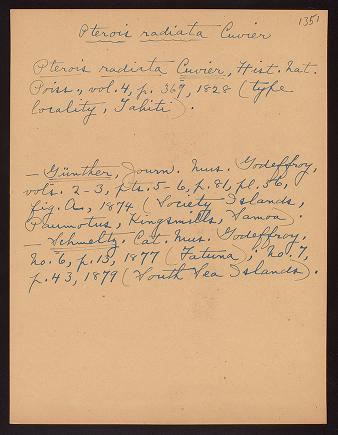 1351
Pterois radiata Cuvier
Pterois radiata Cuvier, Hist. Nat.
Poiss., vol. 4, p. 369, 1828 (type
locality, Tahiti).
— Günther, Journ. Mus. Godeffroy,
vols. 2-3, pts. 5-6, p. 81, pl. 56,
fig. A, 1874 (Society Islands,
Paumotus, Kingsmills, Samoa).
— Schmeltz, Cat. Mus. Godeffroy,
no. 6, p. 13, 1877 (Futuna); no. 7,
p. 43, 1879 (South Sea Islands).